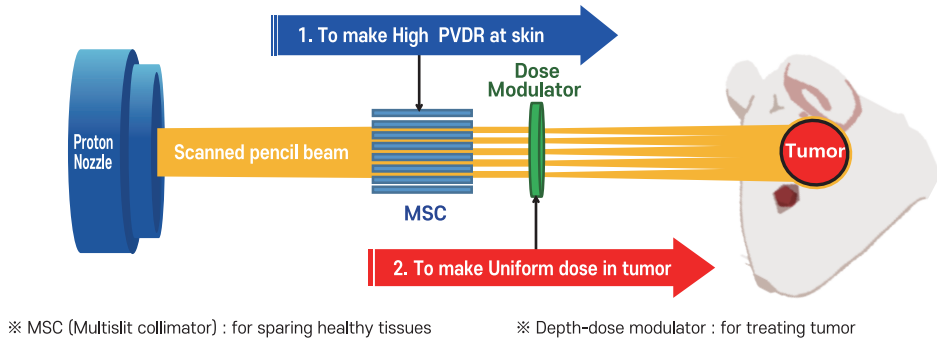 1. To make High PVDR at skin
Dose
Modulator
Proton
Nozzle
Scanned pencil beam
Tumor
MSC
2. To make Uniform dose in tumor
※ MSC (Multislit collimator) : for sparing healthy tissues
※ Depth-dose modulator : for treating tumor